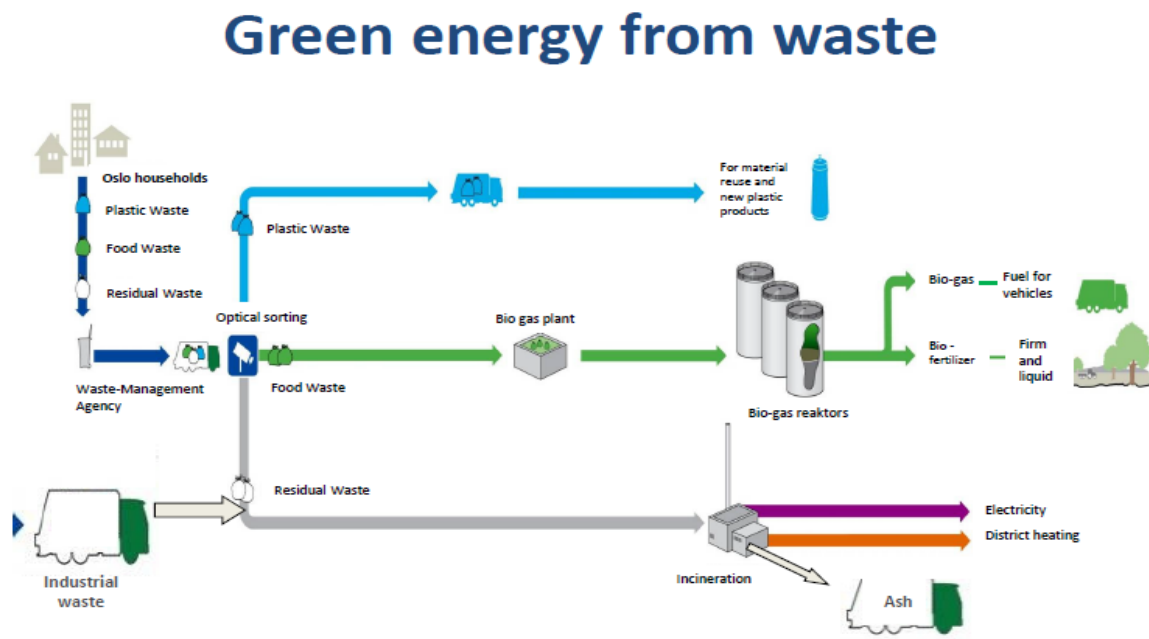 Green energy from waste
Oslo households
Plastic Waste
Food Waste
Residual Waste
Waste-Management
Agency
Optical sorting
Plastic Waste
For material
reuse and
new plastic
products
Food Waste
Bio gas plant
Bio-gas reaktors
Bio-gas
Fuel for
vehicles
Bio -
fertilizer
Firm
and
liquid
Residual Waste
Industrial
waste
Incineration
Electricity
District heating
Ash